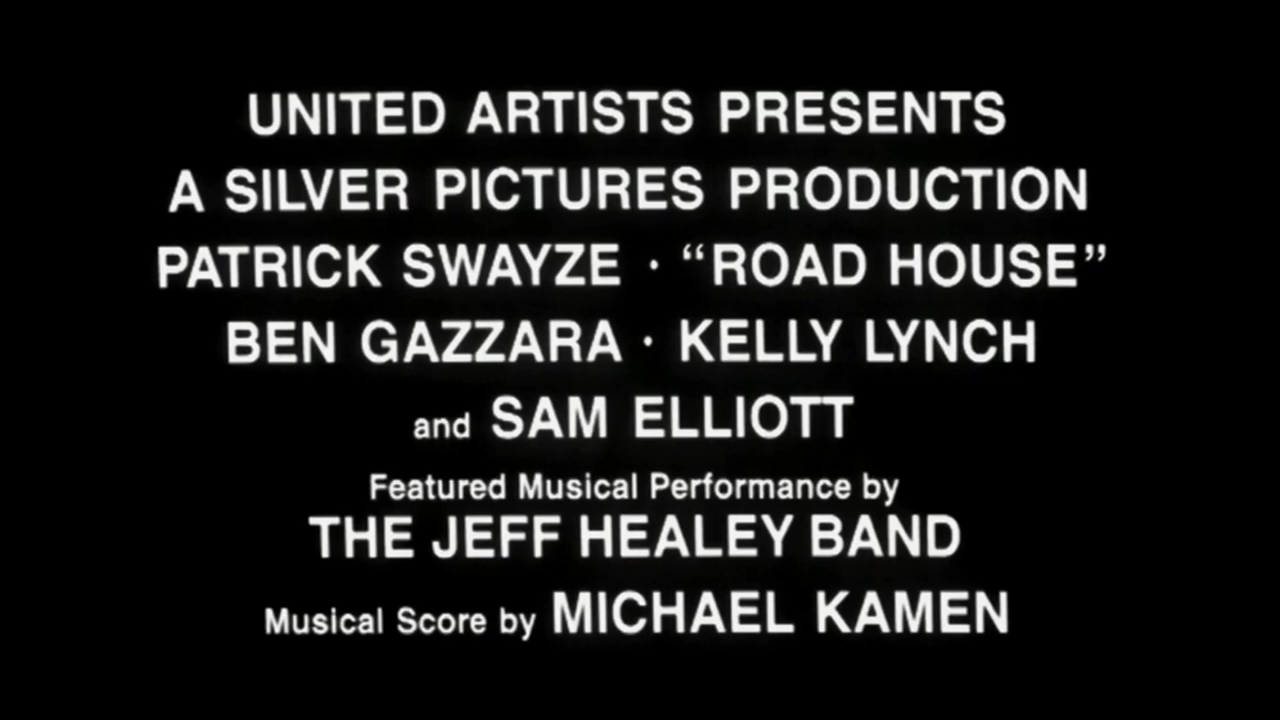 UNITED ARTISTS PRESENTS
A SILVER PICTURES PRODUCTION
PATRICK SWAYZE · “ROAD HOUSE”
BEN GAZZARA · KELLY LYNCH
and SAM ELLIOTT
Featured Musical Performance by
THE JEFF HEALEY BAND
Musical Score by MICHAEL KAMEN